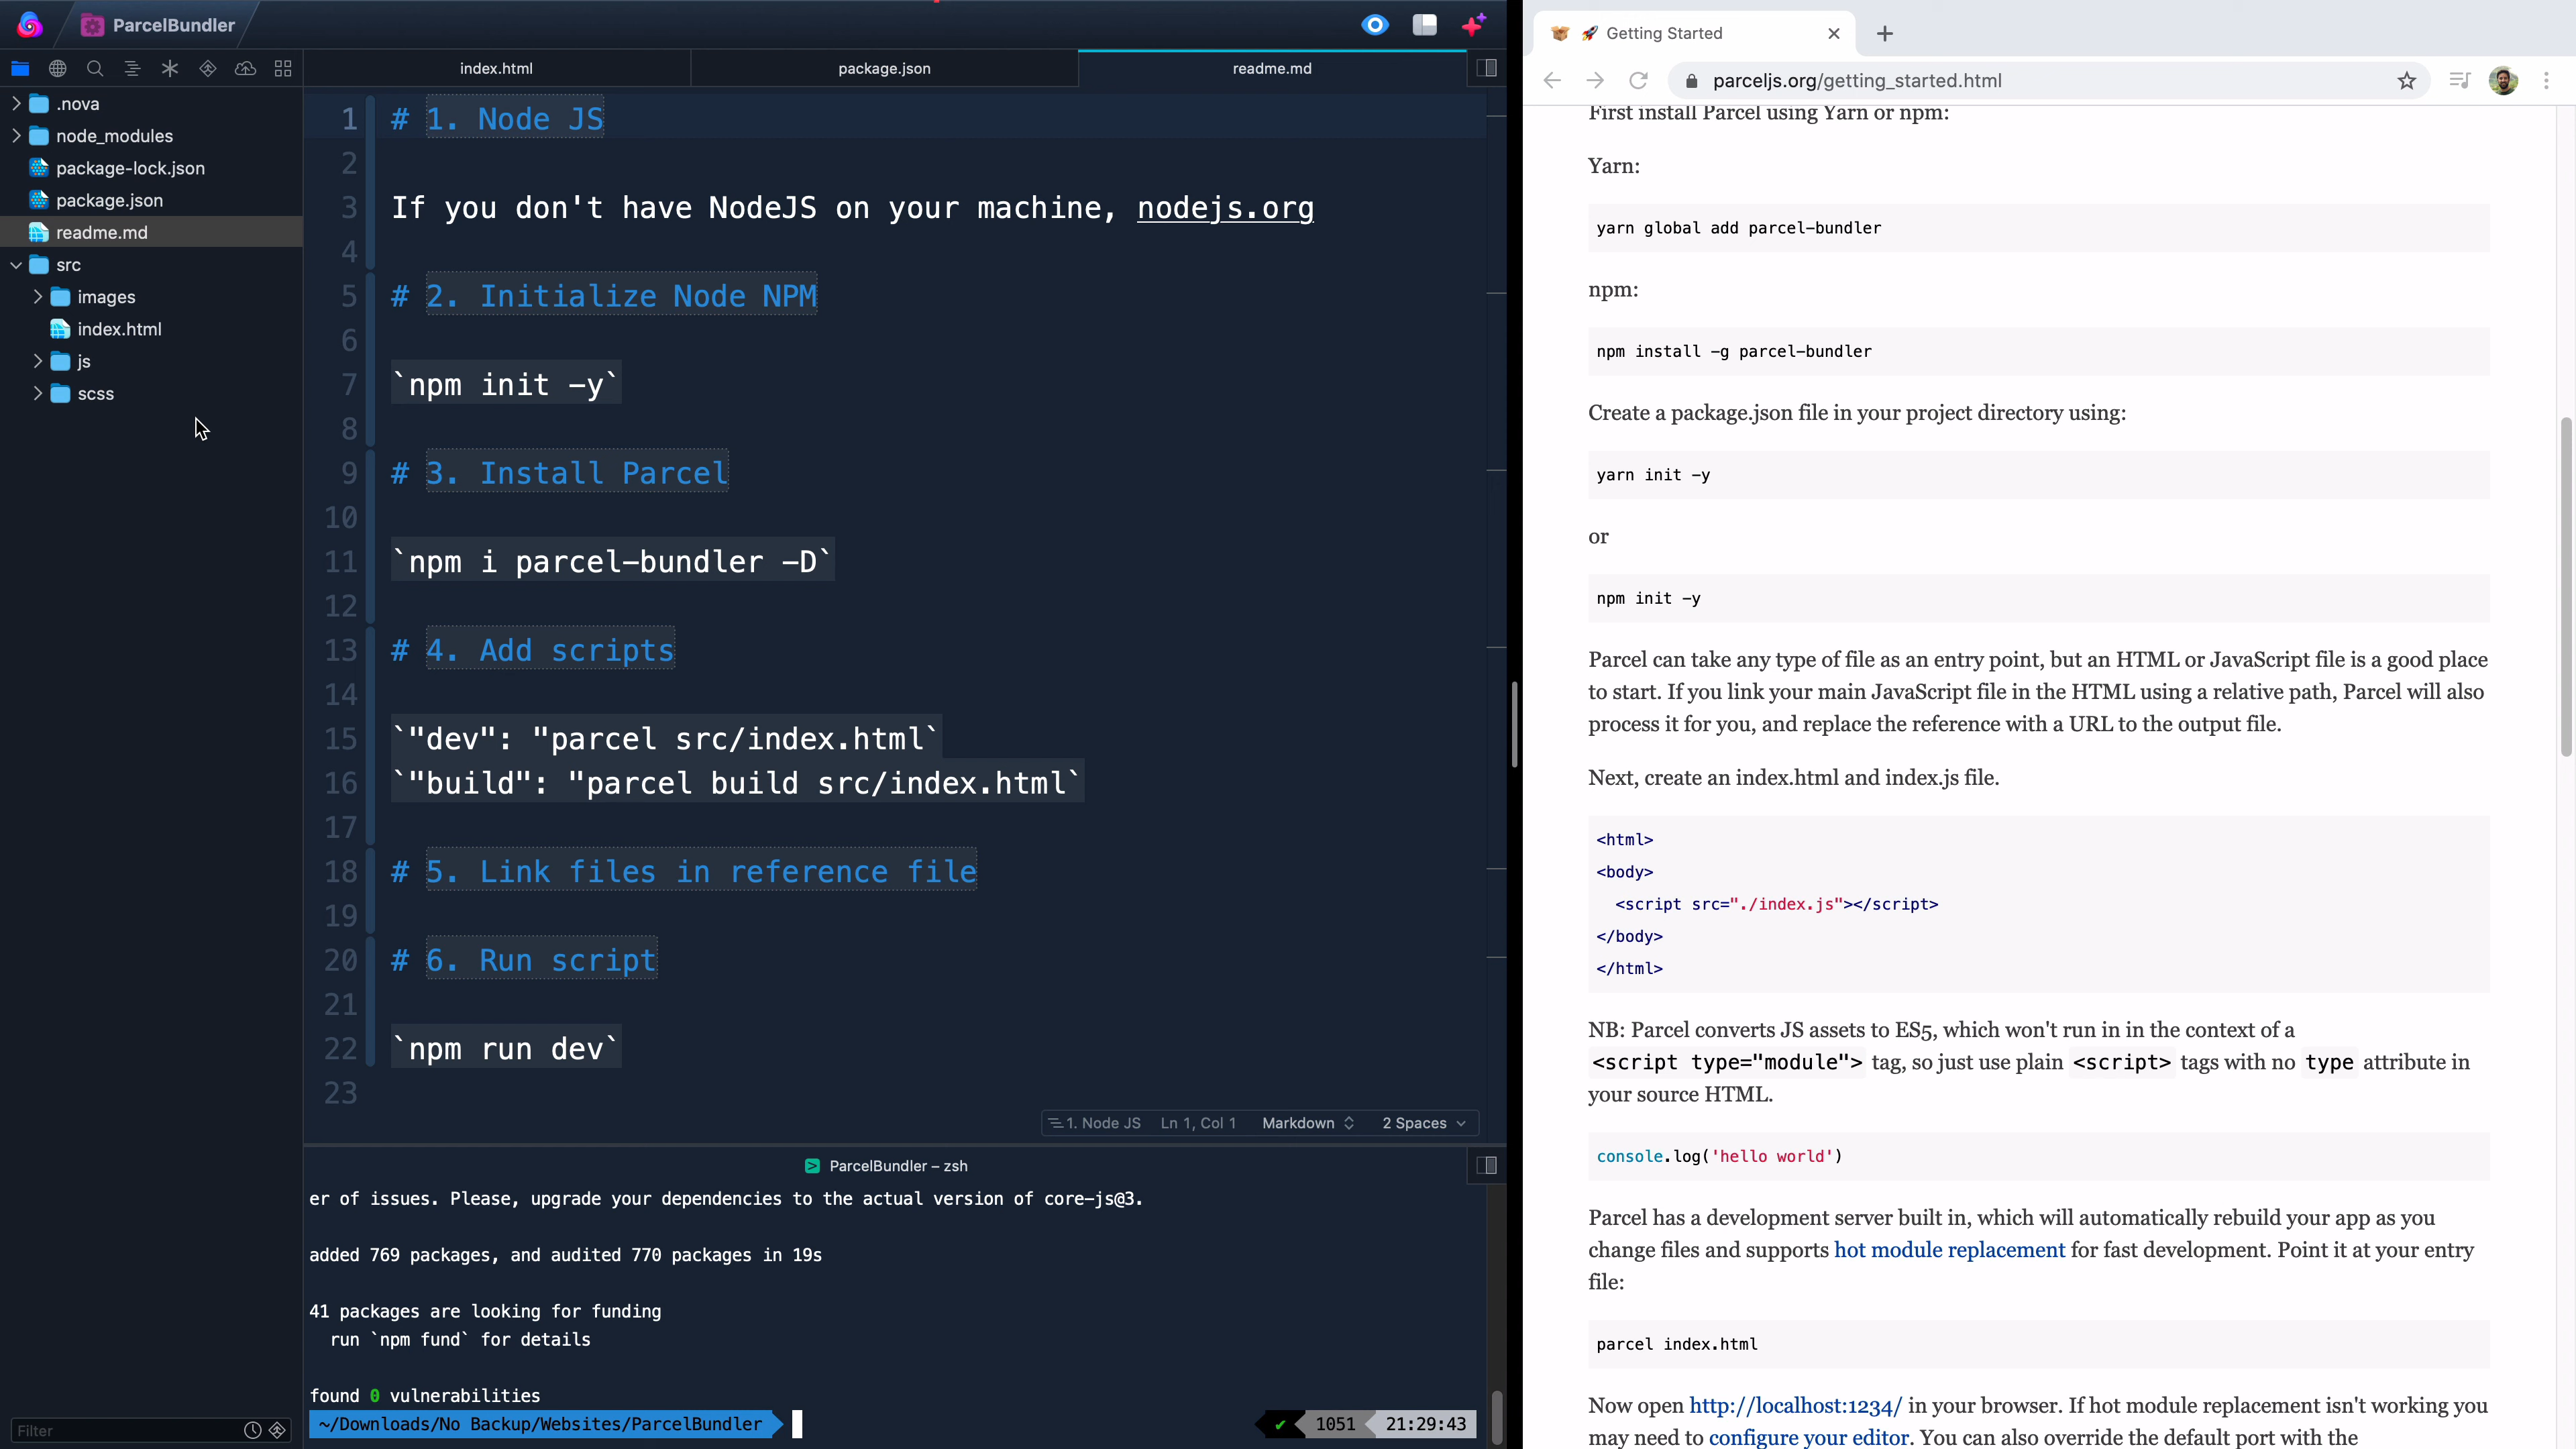 ParcelBundler
index.html
package.json
readme.md
.nova
node_modules
package-lock.json
package.json
readme.md
src
images
index.html
js
scss
Filter
1 # 1. Node JS
2
3 If you don't have NodeJS on your machine, nodejs.org
4
5 # 2. Initialize Node NPM
6
7 `npm init -y`
8
9 # 3. Install Parcel
10
11 `npm i parcel-bundler -D`
12
13 # 4. Add scripts
14
15 `"dev": "parcel src/index.html`
16 `"build": "parcel build src/index.html`
17
18 # 5. Link files in reference file
19
20 # 6. Run script
21
22 `npm run dev`
23
1. Node JS Ln 1, Col 1 Markdown 2 Spaces
ParcelBundler – zsh
er of issues. Please, upgrade your dependencies to the actual version of core-js@3.
added 769 packages, and audited 770 packages in 19s
41 packages are looking for funding
run `npm fund` for details
found 0 vulnerabilities
~/Downloads/No Backup/Websites/ParcelBundler ✔ 1051 21:29:43
🚀 Getting Started
parceljs.org/getting_started.html
First install Parcel using Yarn or npm:
Yarn:
yarn global add parcel-bundler
npm:
npm install -g parcel-bundler
Create a package.json file in your project directory using:
yarn init -y
or
npm init -y
Parcel can take any type of file as an entry point, but an HTML or JavaScript file is a good place
to start. If you link your main JavaScript file in the HTML using a relative path, Parcel will also
process it for you, and replace the reference with a URL to the output file.
Next, create an index.html and index.js file.
<html>
<body>
<script src="./index.js"></script>
</body>
</html>
NB: Parcel converts JS assets to ES5, which won't run in in the context of a
<script type="module"> tag, so just use plain <script> tags with no type attribute in
your source HTML.
console.log('hello world')
Parcel has a development server built in, which will automatically rebuild your app as you
change files and supports hot module replacement for fast development. Point it at your entry
file:
parcel index.html
Now open http://localhost:1234/ in your browser. If hot module replacement isn't working you
may need to configure your editor. You can also override the default port with the